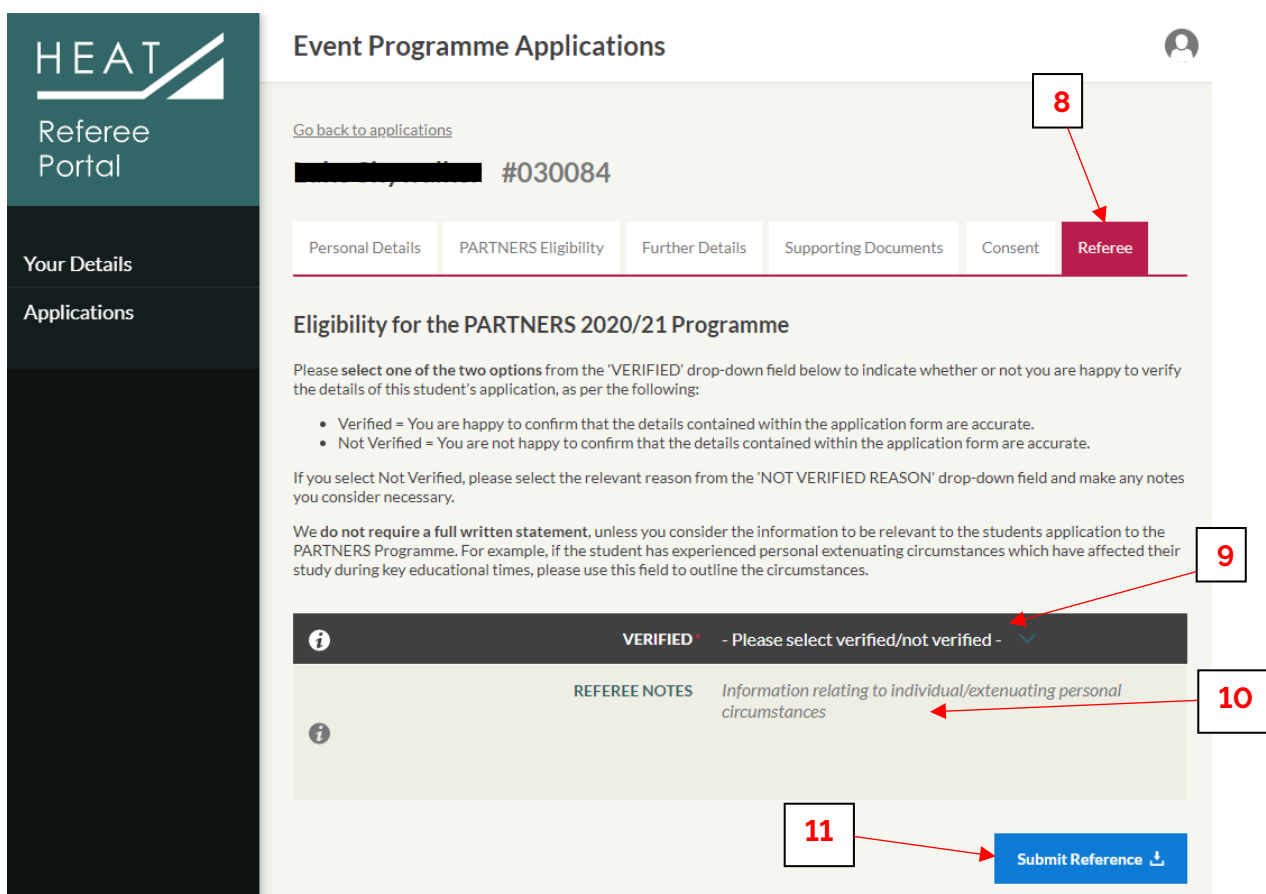 HEAT
Referee
Portal
Your Details
Applications
Event Programme Applications
8
Go back to applications
#030084
Personal Details PARTNERS Eligibility Further Details Supporting Documents Consent Referee
Eligibility for the PARTNERS 2020/21 Programme
Please select one of the two options from the 'VERIFIED' drop-down field below to indicate whether or not you are happy to verify
the details of this student's application, as per the following:
• Verified = You are happy to confirm that the details contained within the application form are accurate.
• Not Verified = You are not happy to confirm that the details contained within the application form are accurate.
If you select Not Verified, please select the relevant reason from the 'NOT VERIFIED REASON' drop-down field and make any notes
you consider necessary.
We do not require a full written statement, unless you consider the information to be relevant to the students application to the
PARTNERS Programme. For example, if the student has experienced personal extenuating circumstances which have affected their
study during key educational times, please use this field to outline the circumstances.
9
VERIFIED* - Please select verified/not verified -
REFEREE NOTES Information relating to individual/extenuating personal
circumstances
10
11
Submit Reference